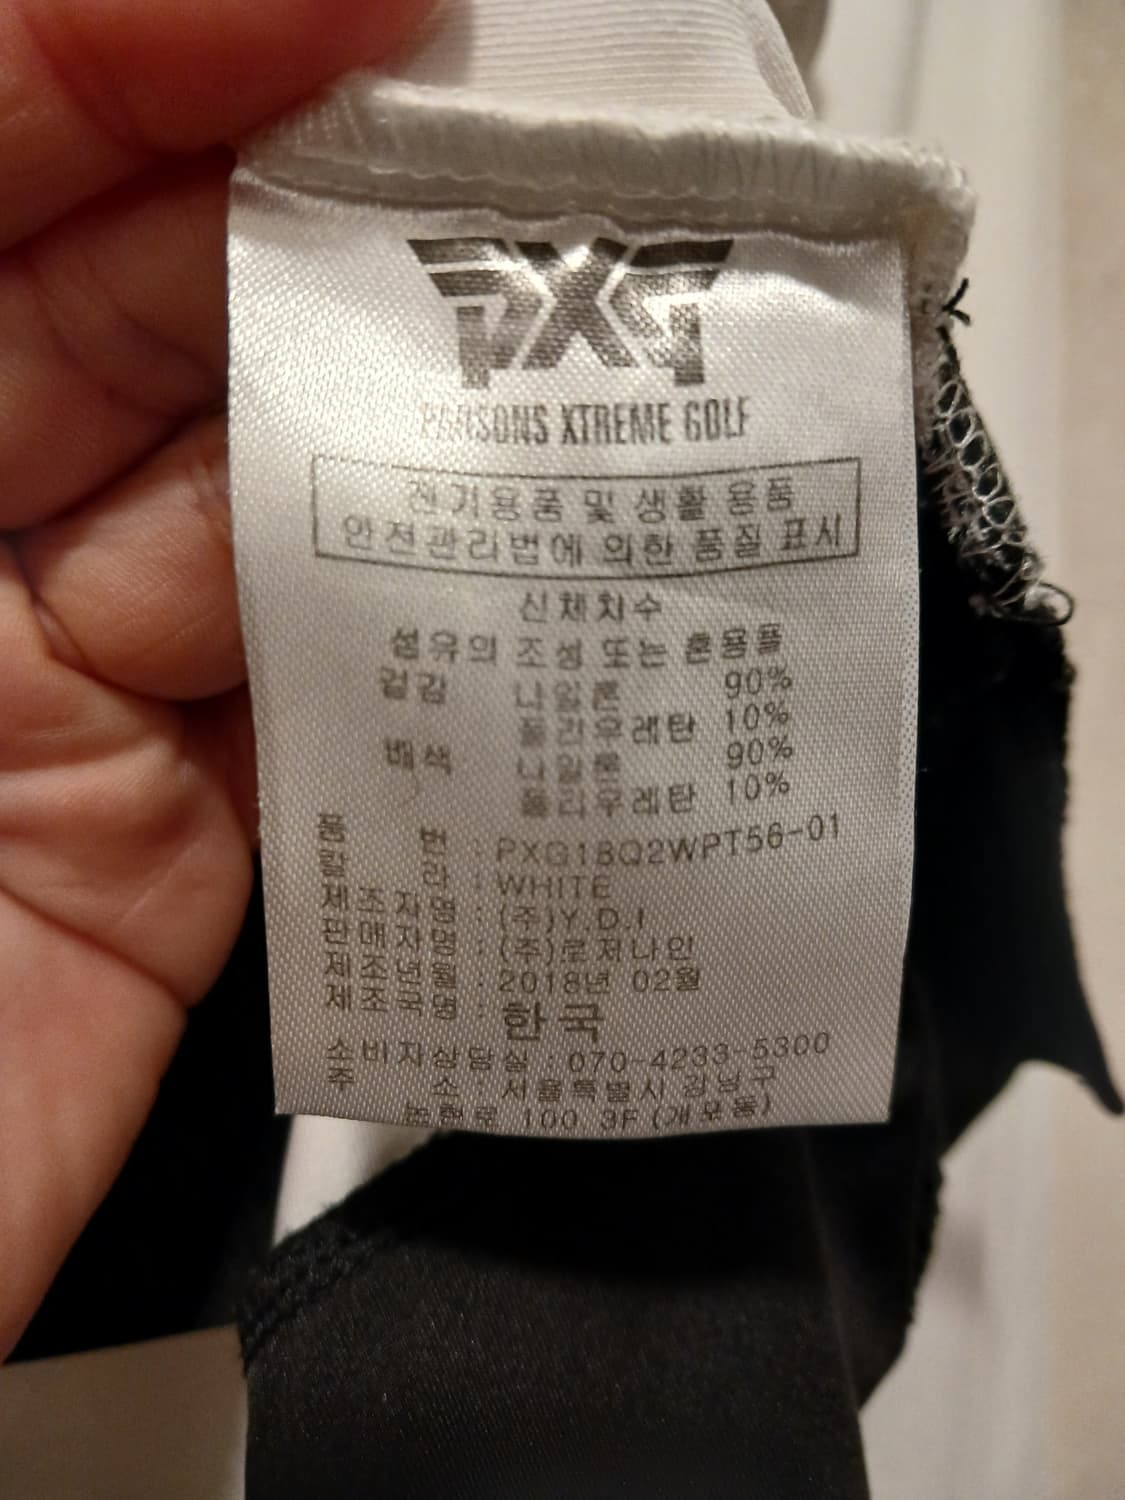 PXG
PARSONS XTREME GOLF
전기용품 및 생활 용품
안전관리법에 의한 품질 표시
신체치수
섬유의 조성 또는 혼용률
겉감 나일론 90%
폴리우레탄 10%
배색 나일론 90%
폴리우레탄 10%
품 번 : PXG18Q2WPT56-01
칼 라 : WHITE
제조자명 : (주)Y.D.I
판매자명 : (주)로저나인
제조년월 : 2018년 02월
제조국명 : 한국
소비자상담실 : 070-4233-5300
주 소 : 서울특별시 강남구
논현로 100 3F (개포동)